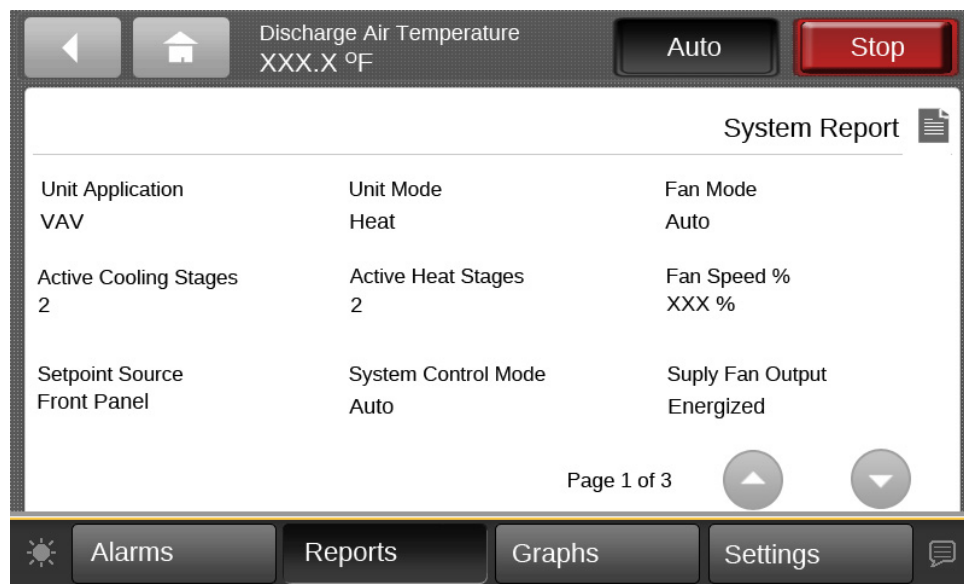 Discharge Air Temperature
XXX.X °F
Auto
Stop
System Report
Unit Application
VAV
Unit Mode
Heat
Fan Mode
Auto
Active Cooling Stages
2
Active Heat Stages
2
Fan Speed %
XXX %
Setpoint Source
Front Panel
System Control Mode
Auto
Suply Fan Output
Energized
Page 1 of 3
Alarms
Reports
Graphs
Settings